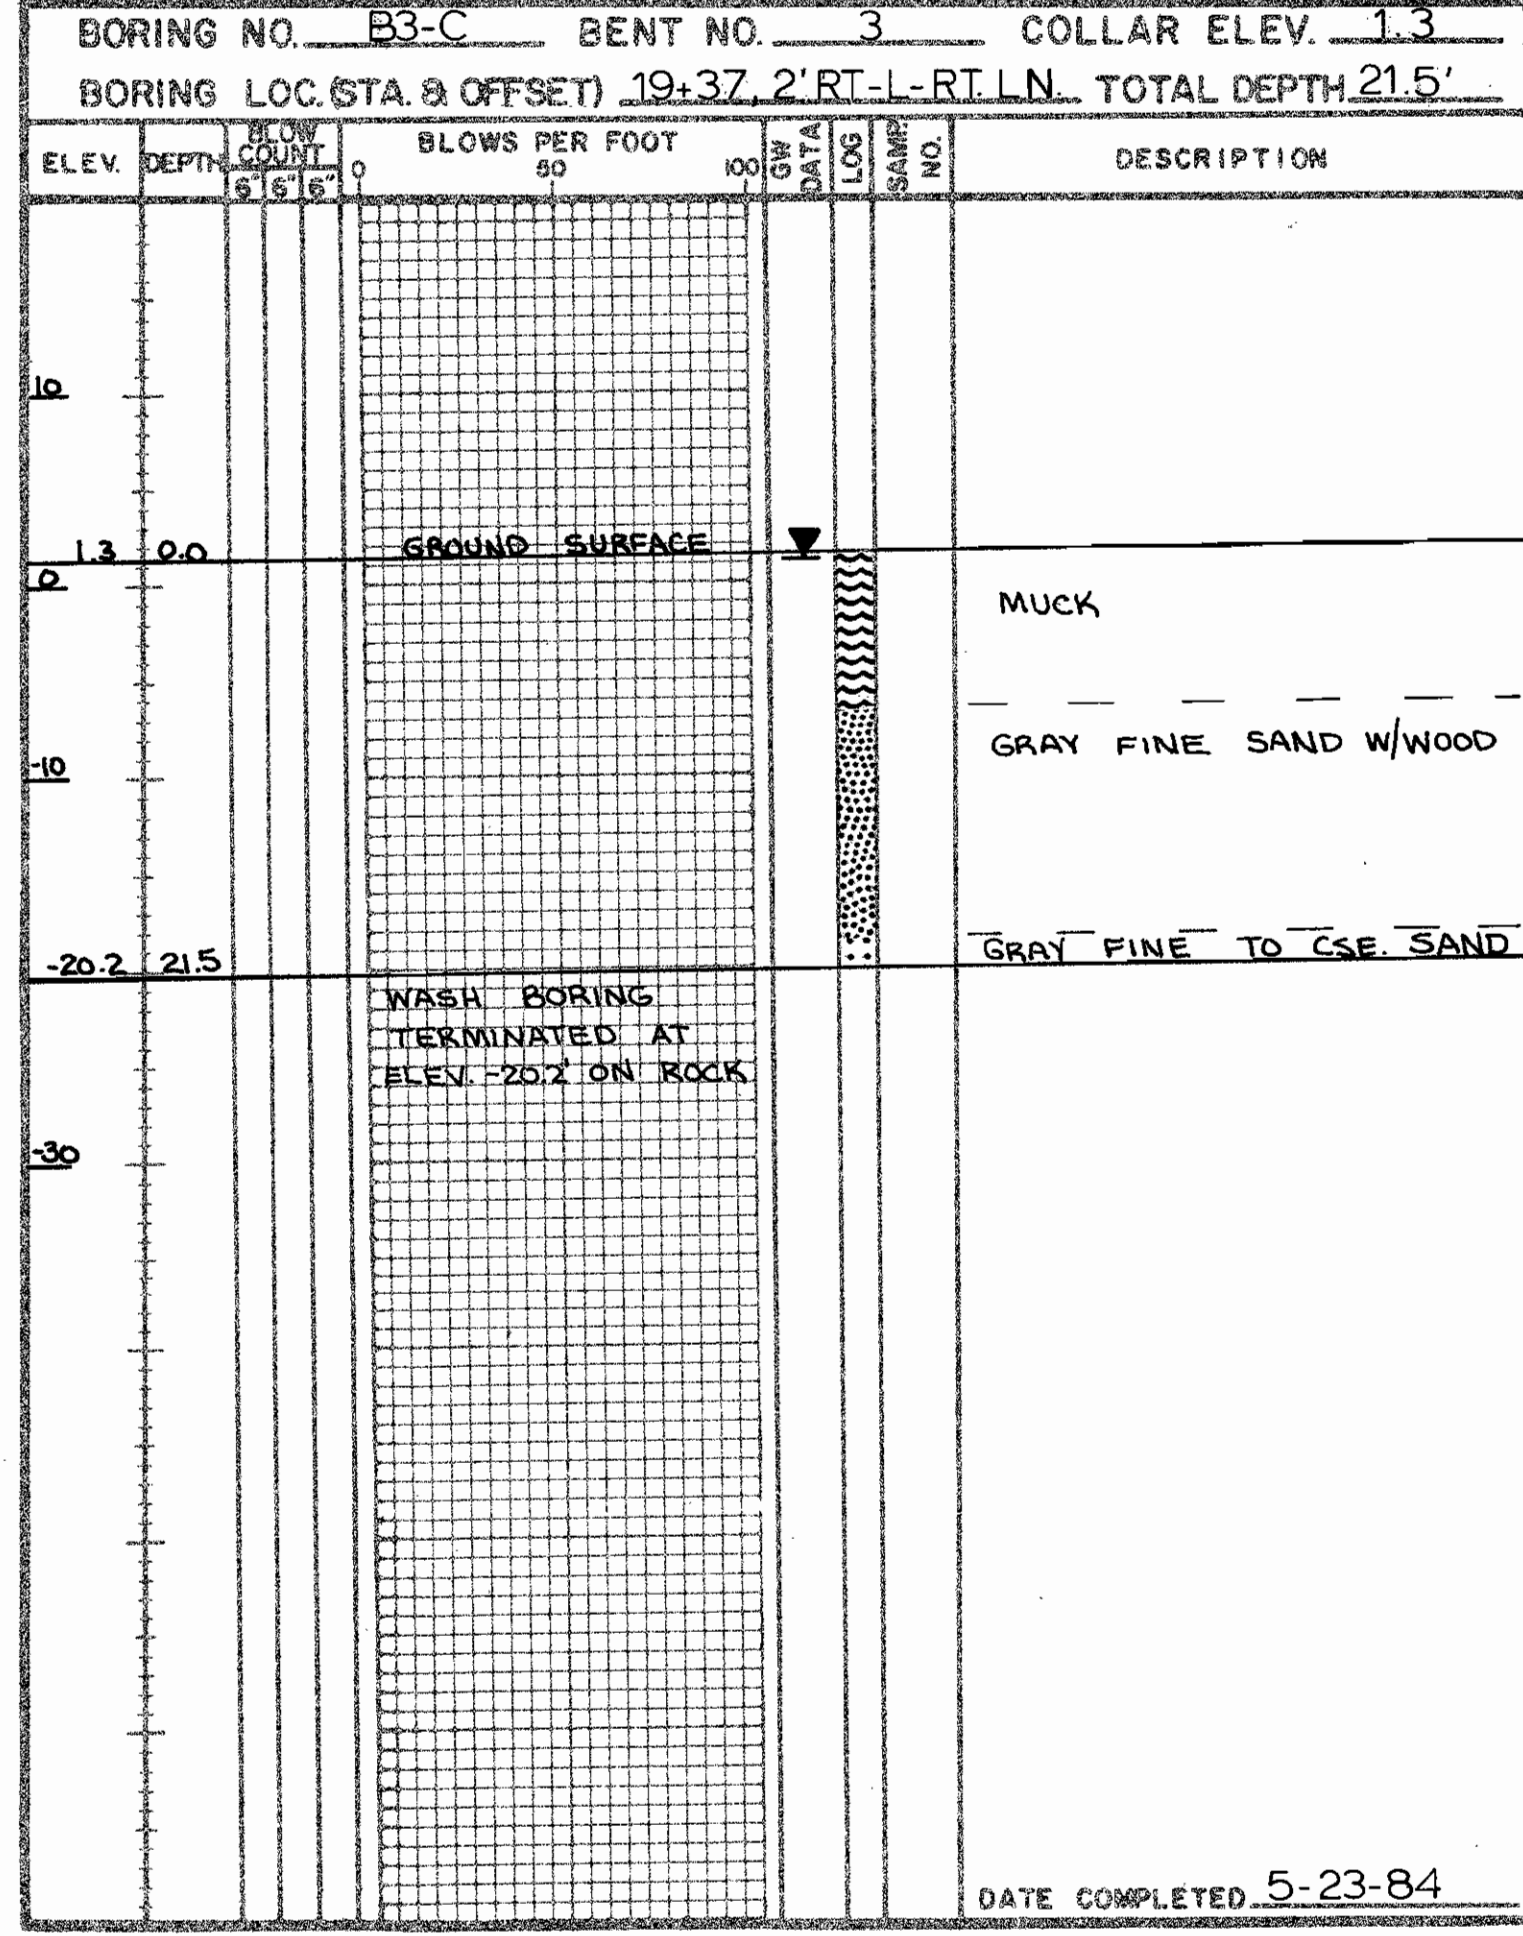 BORING NO. B3-C BENT NO. 3 COLLAR ELEV. 1.3
BORING LOC.(STA. & OFFSET) 19+37, 2' RT-L-RT. LN. TOTAL DEPTH 21.5'
ELEV. DEPTH BLOW COUNT 6" 6" 6" BLOWS PER FOOT 0 50 100 GW DATA LOG SAMP. NO. DESCRIPTION
10
1.3 0.0 GROUND SURFACE
0
MUCK
GRAY FINE SAND W/WOOD
-10
GRAY FINE TO CSE. SAND
-20.2 21.5
WASH BORING
TERMINATED AT
ELEV. -20.2' ON ROCK
-30
DATE COMPLETED 5-23-84